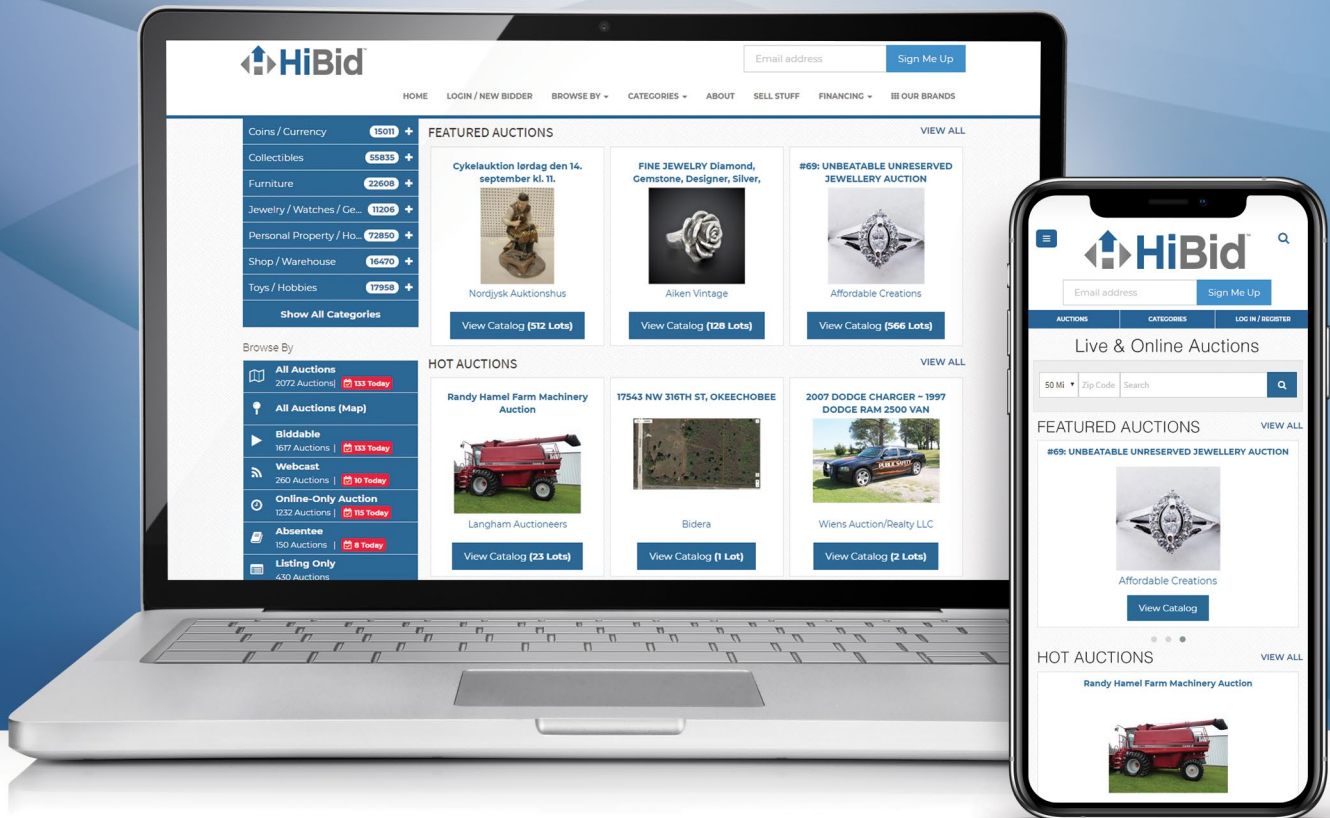 HiBid™
Email address
Sign Me Up
HOME LOGIN / NEW BIDDER BROWSE BY CATEGORIES ABOUT SELL STUFF FINANCING OUR BRANDS
Coins / Currency 15011 +
Collectibles 55835 +
Furniture 22608 +
Jewelry / Watches / Ge... 11206 +
Personal Property / Ho... 72850 +
Shop / Warehouse 16470 +
Toys / Hobbies 17958 +
Show All Categories
Browse By
All Auctions
2072 Auctions| 133 Today
All Auctions (Map)
Biddable
1617 Auctions | 133 Today
Webcast
260 Auctions | 10 Today
Online-Only Auction
1232 Auctions | 115 Today
Absentee
150 Auctions | 8 Today
Listing Only
430 Auctions
FEATURED AUCTIONS
VIEW ALL
Cykelauktion lørdag den 14.
september kl. 11.
Nordjysk Auktionshus
View Catalog (512 Lots)
FINE JEWELRY Diamond,
Gemstone, Designer, Silver,
Aiken Vintage
View Catalog (128 Lots)
#69: UNBEATABLE UNRESERVED
JEWELLERY AUCTION
Affordable Creations
View Catalog (566 Lots)
HOT AUCTIONS
VIEW ALL
Randy Hamel Farm Machinery
Auction
Langham Auctioneers
View Catalog (23 Lots)
17543 NW 316TH ST, OKEECHOBEE
Bidera
View Catalog (1 Lot)
2007 DODGE CHARGER ~ 1997
DODGE RAM 2500 VAN
PUBLIC SAFETY
Wiens Auction/Realty LLC
View Catalog (2 Lots)
HiBid™
Email address
Sign Me Up
AUCTIONS CATEGORIES LOG IN / REGISTER
Live & Online Auctions
50 Mi Zip Code Search
FEATURED AUCTIONS
VIEW ALL
#69: UNBEATABLE UNRESERVED JEWELLERY AUCTION
Affordable Creations
View Catalog
HOT AUCTIONS
VIEW ALL
Randy Hamel Farm Machinery Auction